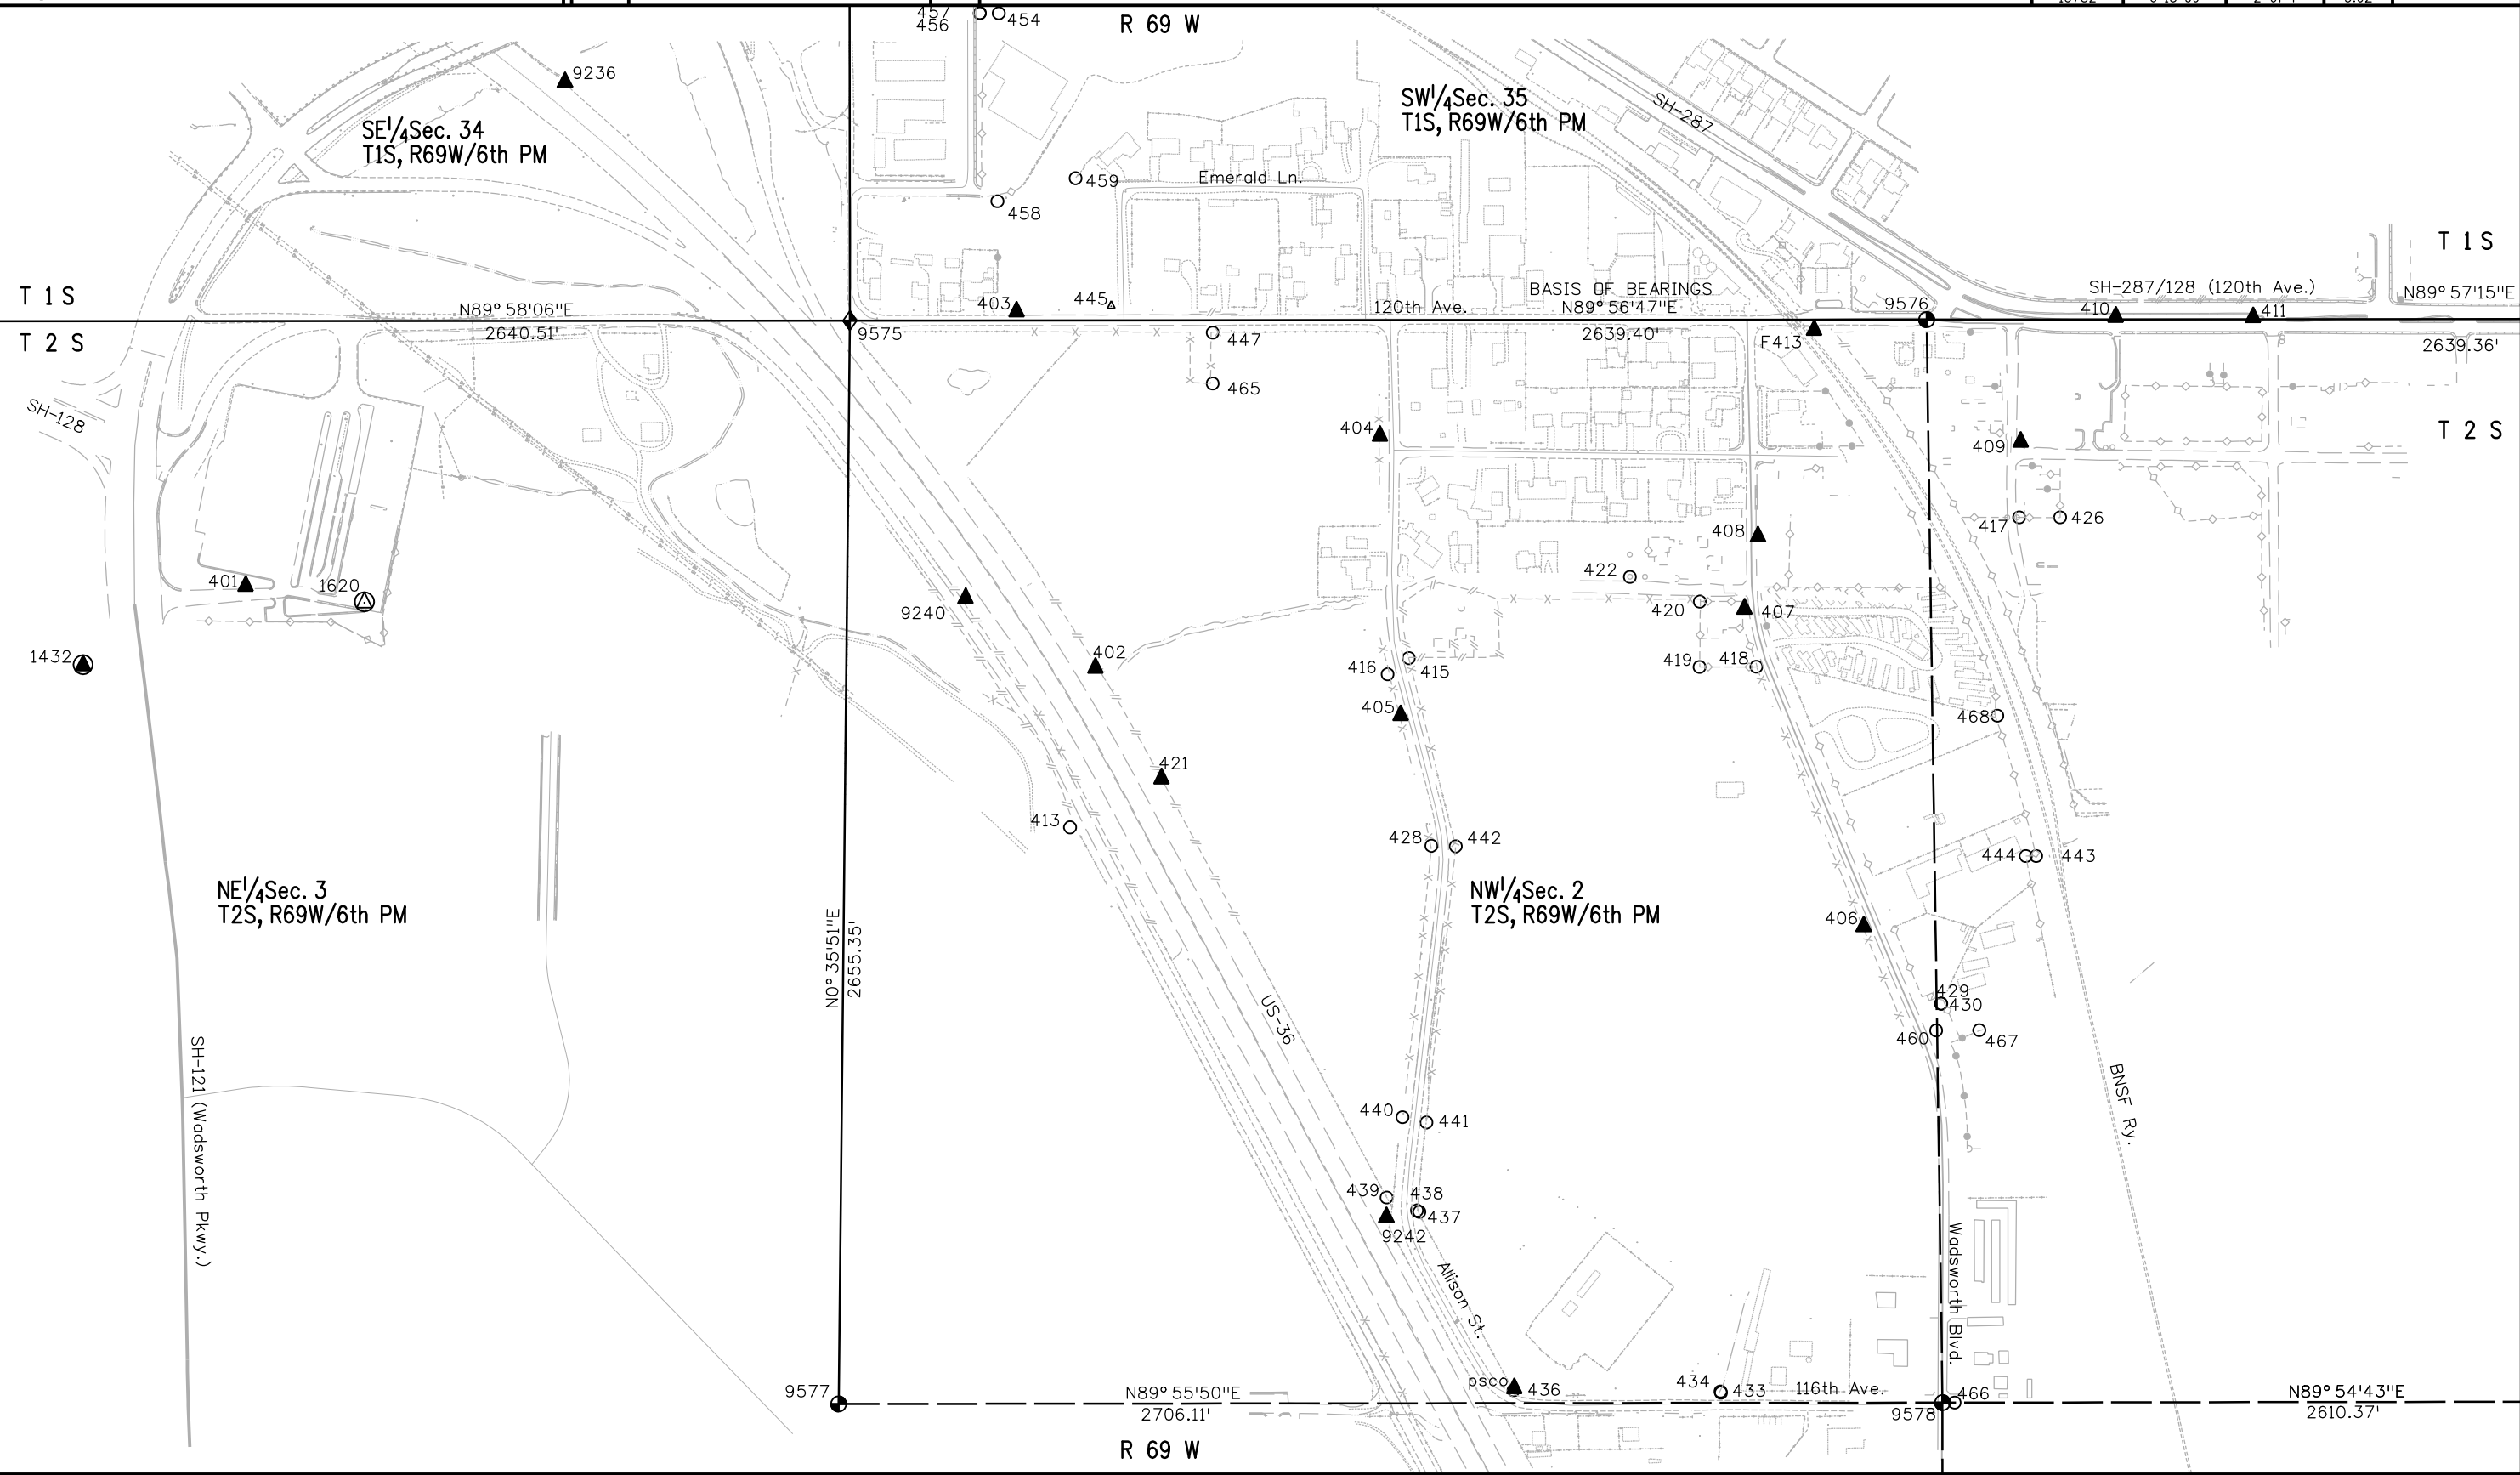 457
456
454
R 69 W
9236
SE¼Sec. 34
T1S, R69W/6th PM
SW¼Sec. 35
T1S, R69W/6th PM
SH-287
459
Emerald Ln.
458
T 1 S
T 1 S
N89°58'06"E
2640.51'
403
445
120th Ave.
BASIS OF BEARINGS
N89°56'47"E
2639.40'
9576
SH-287/128 (120th Ave.)
N89°57'15"E
410
411
T 2 S
9575
447
F413
2639.36'
465
SH-128
404
409
T 2 S
408
417
426
401
1620
9240
422
420
407
1432
402
416
415
419
418
405
468
421
413
428
442
444
443
NE¼Sec. 3
T2S, R69W/6th PM
NW¼Sec. 2
T2S, R69W/6th PM
N0°35'51"E
2655.35'
406
429
430
US-36
460
467
SH-121 (Wadsworth Pkwy.)
BNSF Ry.
440
441
439
438
437
9242
Allison St.
Wadsworth Blvd.
9577
N89°55'50"E
2706.11'
psco
436
434
433
116th Ave.
466
9578
N89°54'43"E
2610.37'
R 69 W